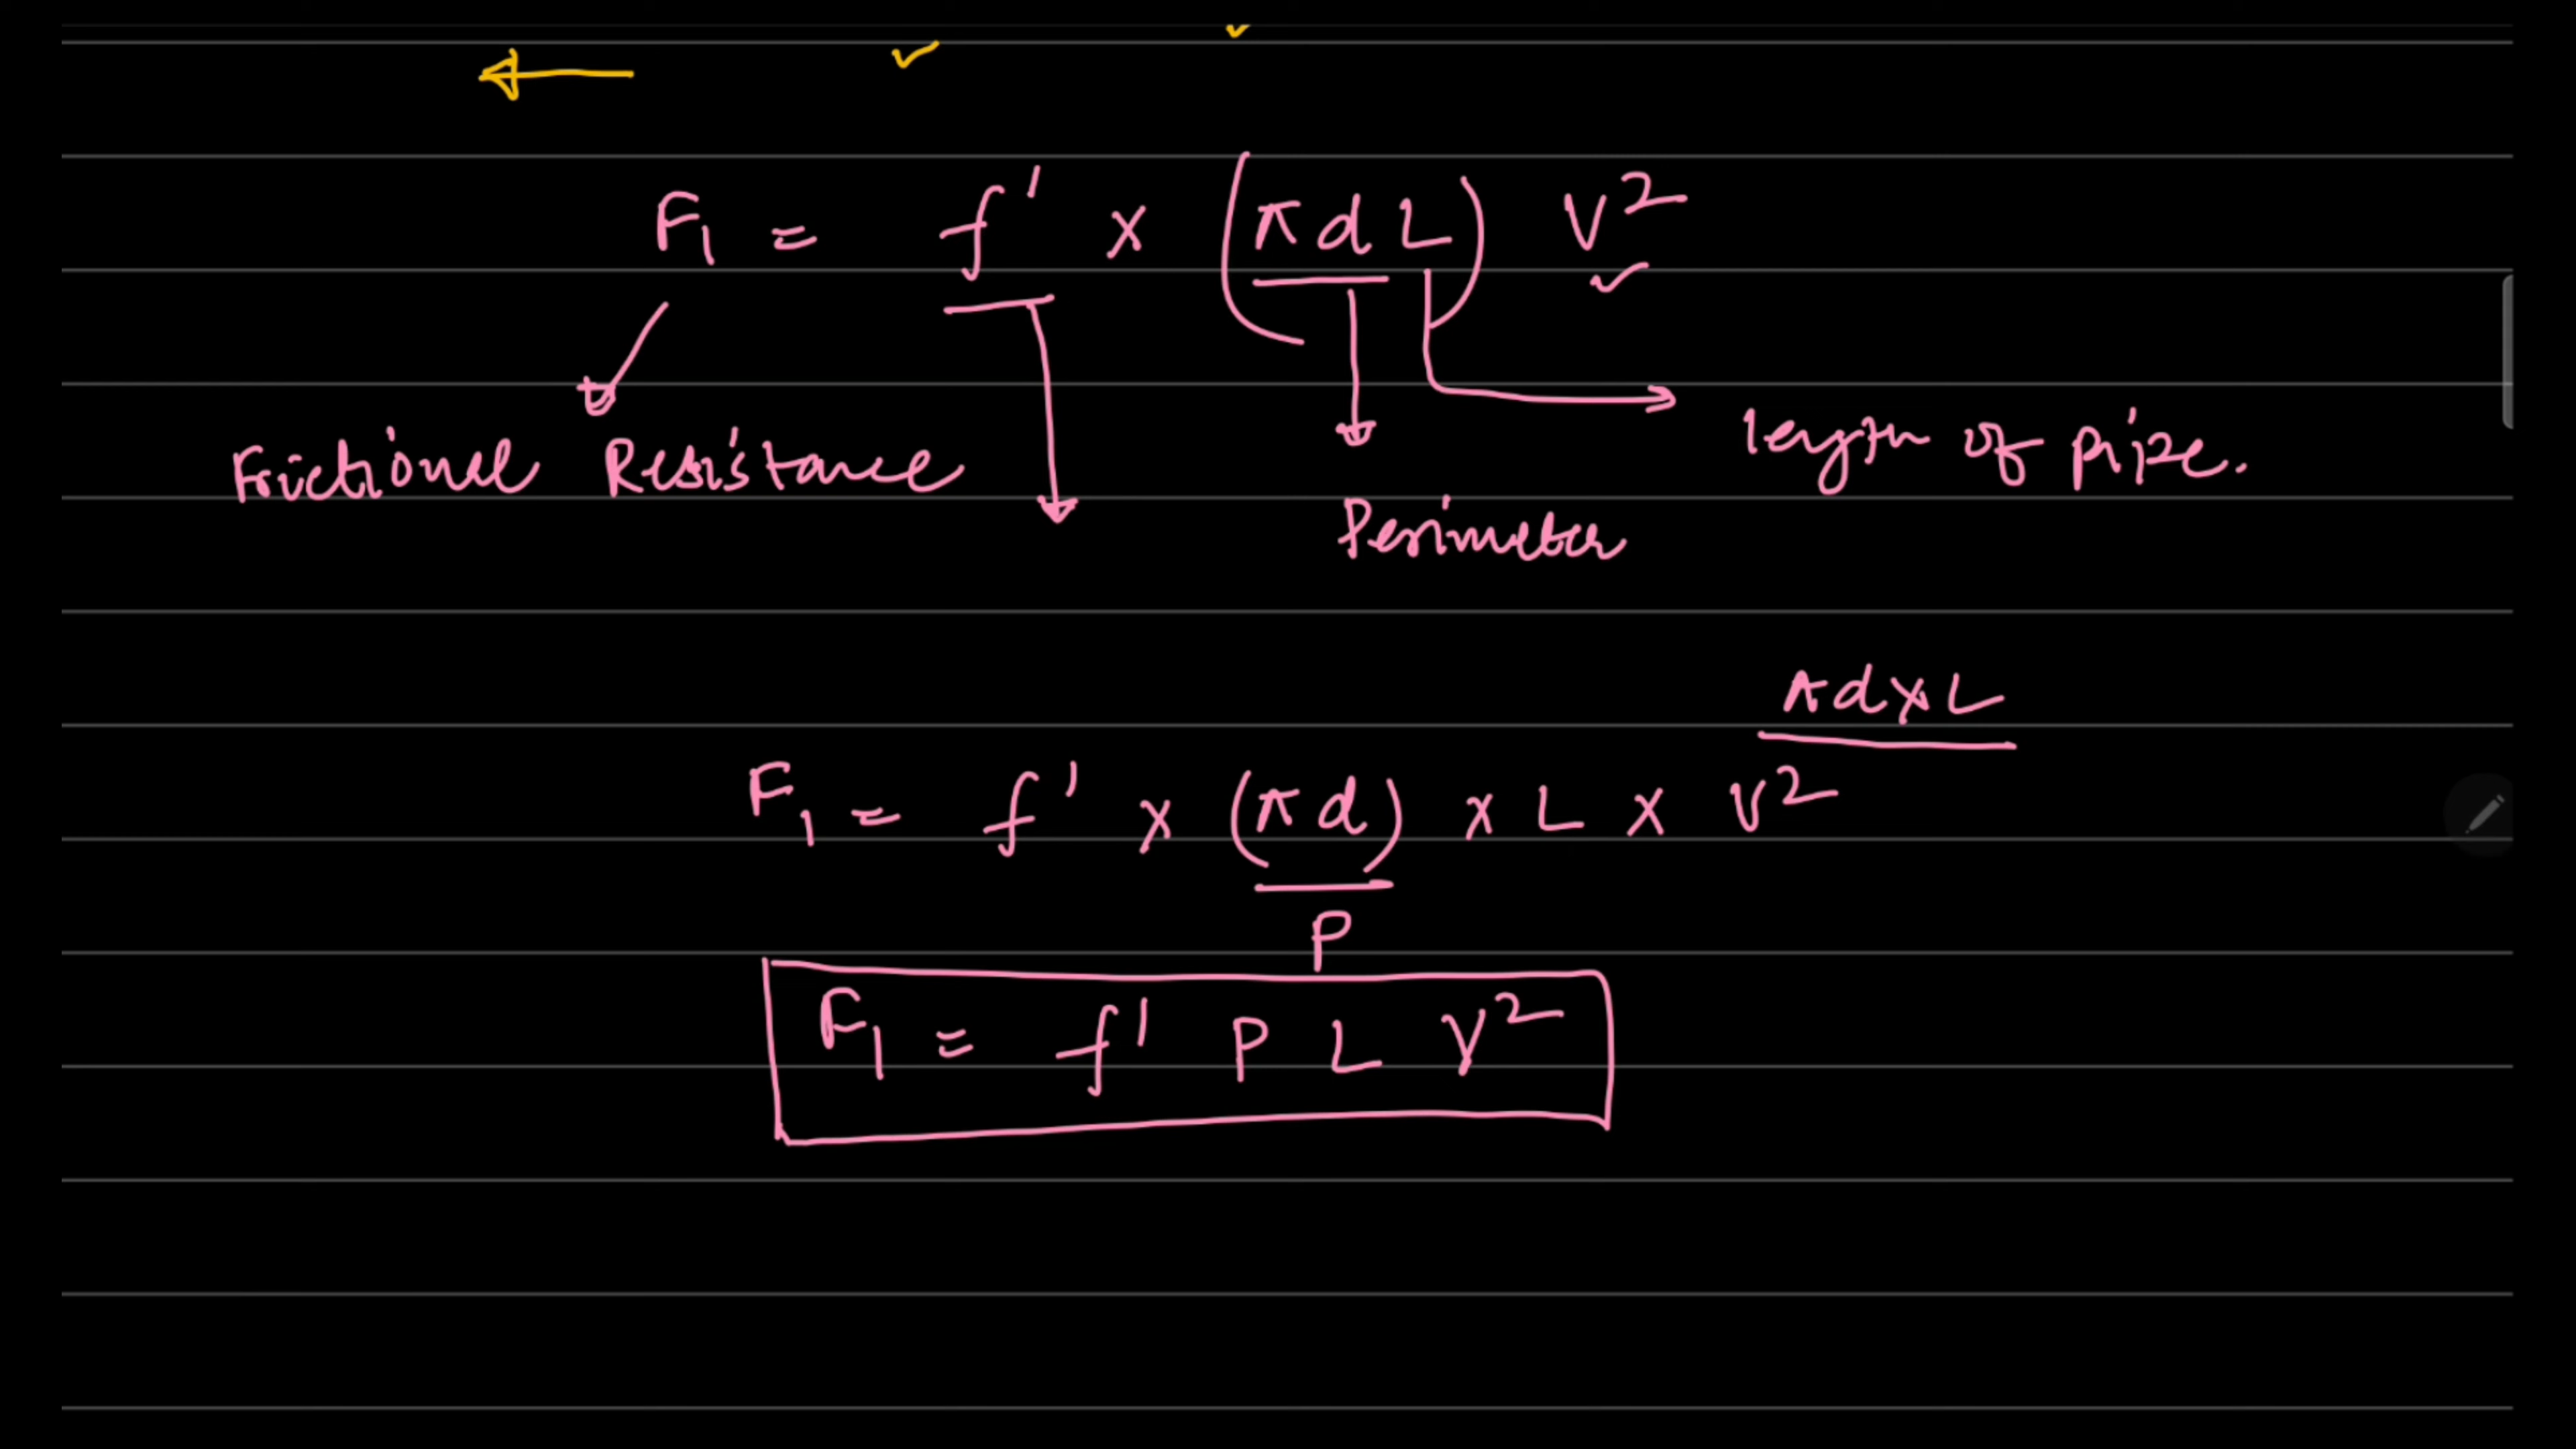 F₁ = f' × (πdL) V²
Frictional Resistance
Perimeter
length of pipe.
πd×L
F₁ = f' × (πd) × L × V²
P
F₁ = f' P L V²